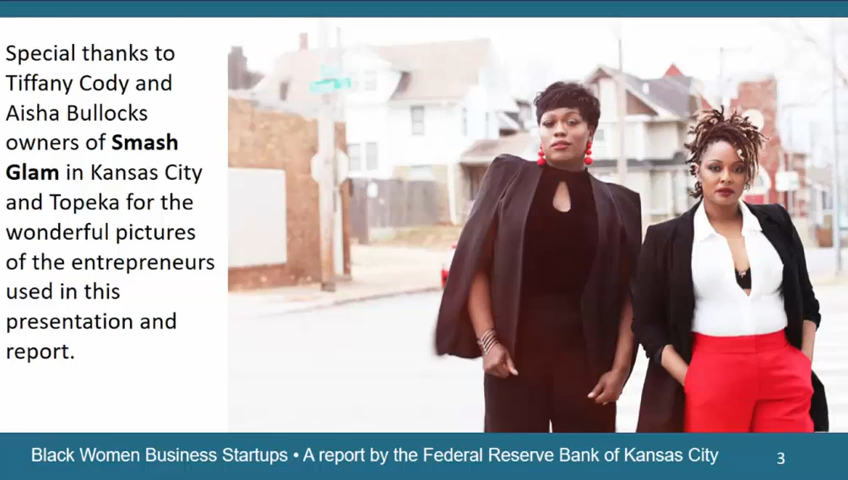 Special thanks to
Tiffany Cody and
Aisha Bullocks
owners of Smash
Glam in Kansas City
and Topeka for the
wonderful pictures
of the entrepreneurs
used in this
presentation and
report.
Black Women Business Startups • A report by the Federal Reserve Bank of Kansas City
3